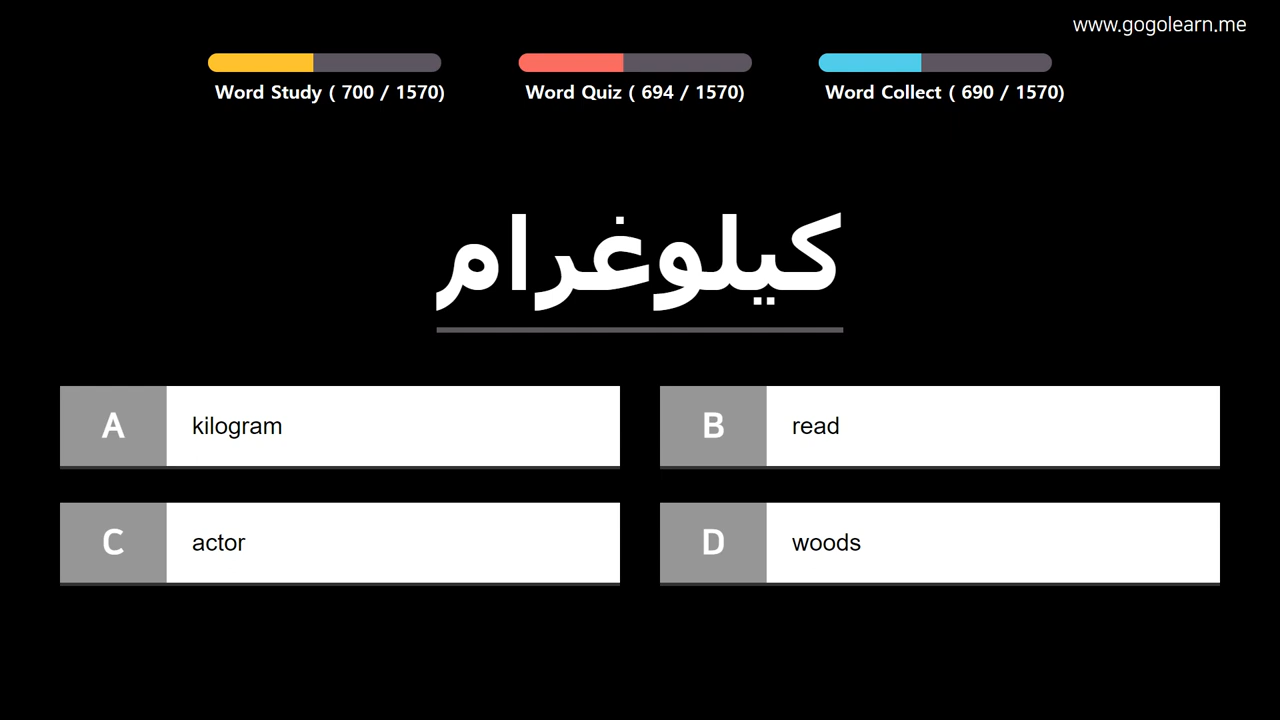 www.gogolearn.me
Word Study ( 700 / 1570)
Word Quiz ( 694 / 1570)
Word Collect ( 690 / 1570)
كيلوغرام
A kilogram
B read
C actor
D woods